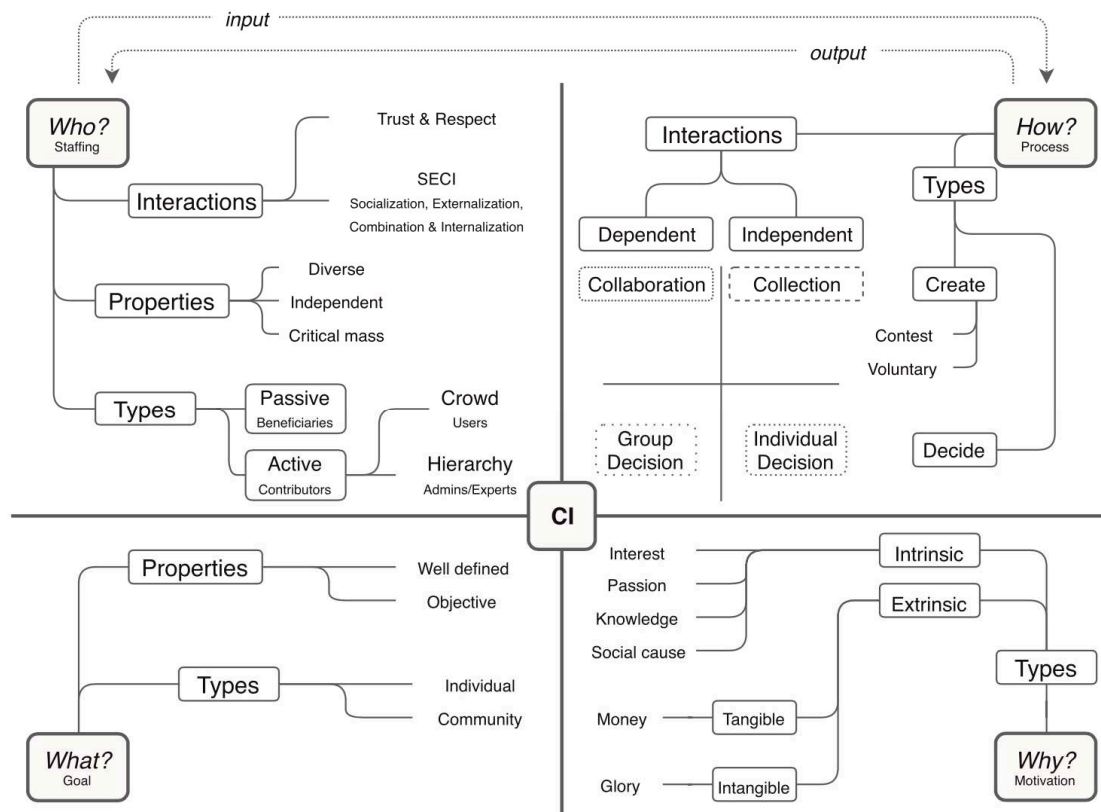 input
output
Who?
Staffing
Trust & Respect
SECI
Socialization, Externalization,
Combination & Internalization
Interactions
Diverse
Properties
Independent
Critical mass
Types
Passive
Beneficiaries
Active
Contributors
Crowd
Users
Hierarchy
Admins/Experts
How?
Process
Interactions
Types
Dependent
Independent
Collaboration
Collection
Create
Contest
Voluntary
Group
Decision
Individual
Decision
Decide
CI
Properties
Well defined
Objective
Types
Individual
Community
What?
Goal
Interest
Intrinsic
Passion
Extrinsic
Knowledge
Social cause
Types
Money
Tangible
Glory
Intangible
Why?
Motivation